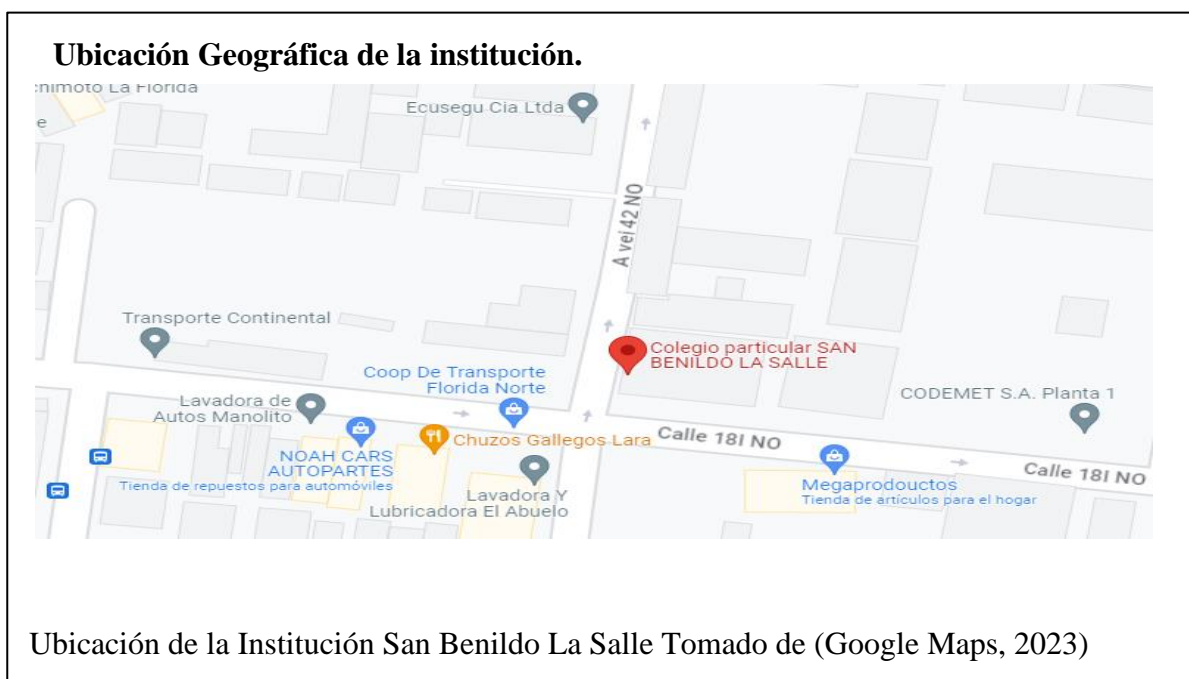 Ubicación Geográfica de la institución.
La Florida
Ecusegu Cia Ltda
A vei 42 NO
Transporte Continental
Colegio particular SAN
BENILDO LA SALLE
Coop De Transporte
Florida Norte
CODEMET S.A. Planta 1
Lavadora de
Autos Manolito
Chuzos Gallegos Lara
Calle 18I NO
Calle 18I NO
NOAH CARS
AUTOPARTES
Tienda de repuestos para automóviles
Megaprodouctos
Tienda de artículos para el hogar
Lavadora Y
Lubricadora El Abuelo
Ubicación de la Institución San Benildo La Salle Tomado de (Google Maps, 2023)